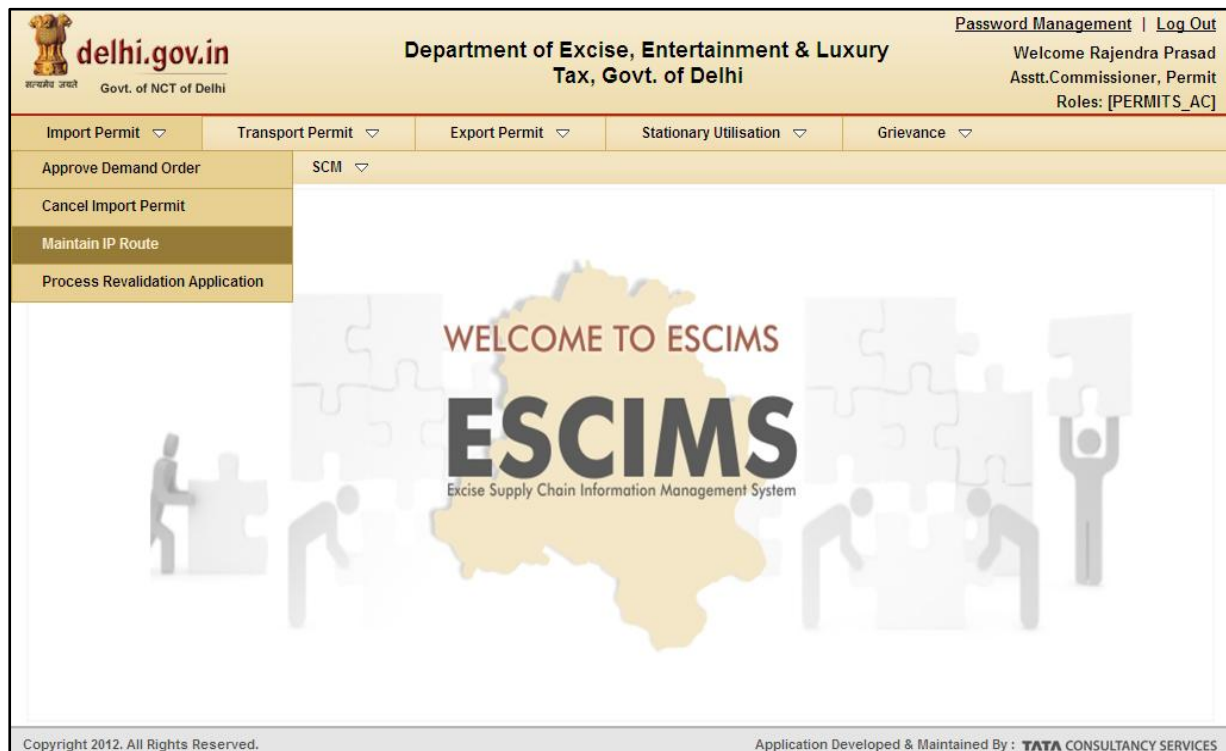 Password Management | Log Out
delhi.gov.in
सत्यमेव जयते
Govt. of NCT of Delhi
Department of Excise, Entertainment & Luxury
Tax, Govt. of Delhi
Welcome Rajendra Prasad
Asstt.Commissioner, Permit
Roles: [PERMITS_AC]
Import Permit Transport Permit Export Permit Stationary Utilisation Grievance
Approve Demand Order SCM
Cancel Import Permit
Maintain IP Route
Process Revalidation Application
WELCOME TO ESCIMS
ESCIMS
Excise Supply Chain Information Management System
Copyright 2012. All Rights Reserved. Application Developed & Maintained By : TATA CONSULTANCY SERVICES